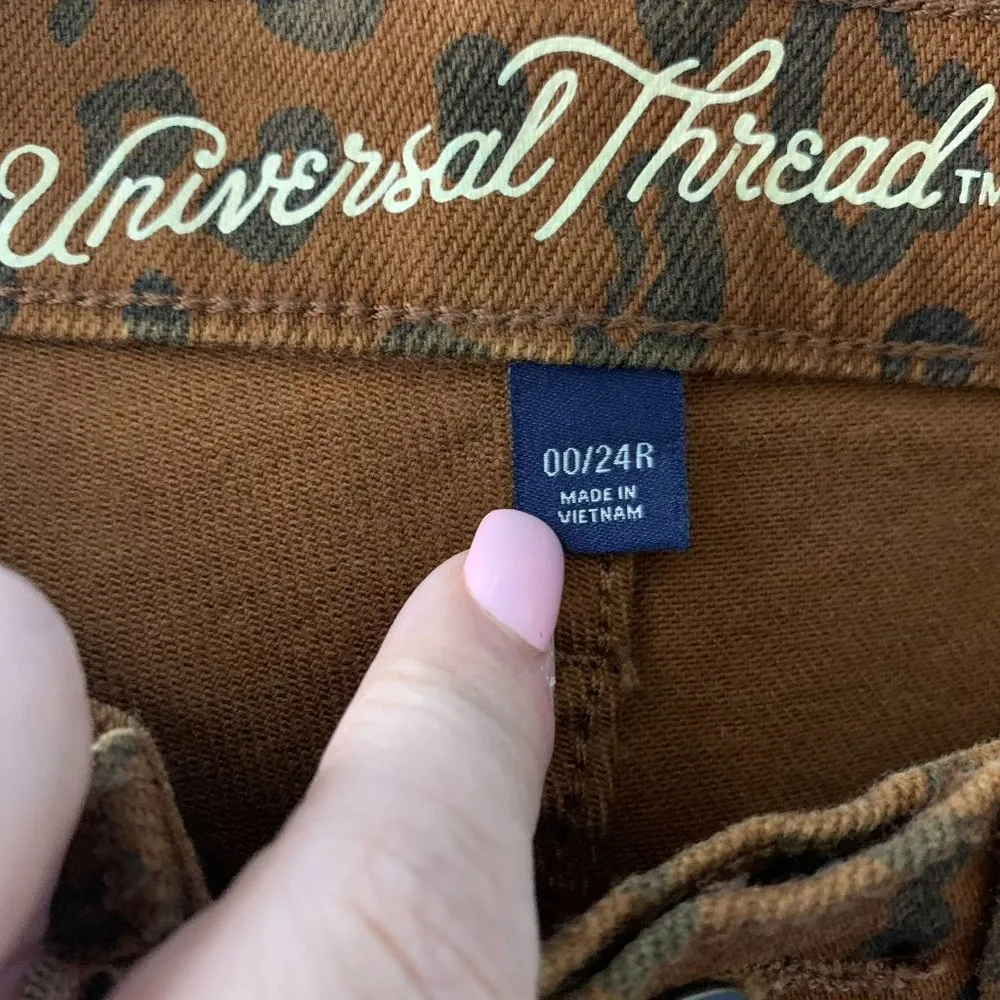 Universal Thread™
00/24R
MADE IN
VIETNAM